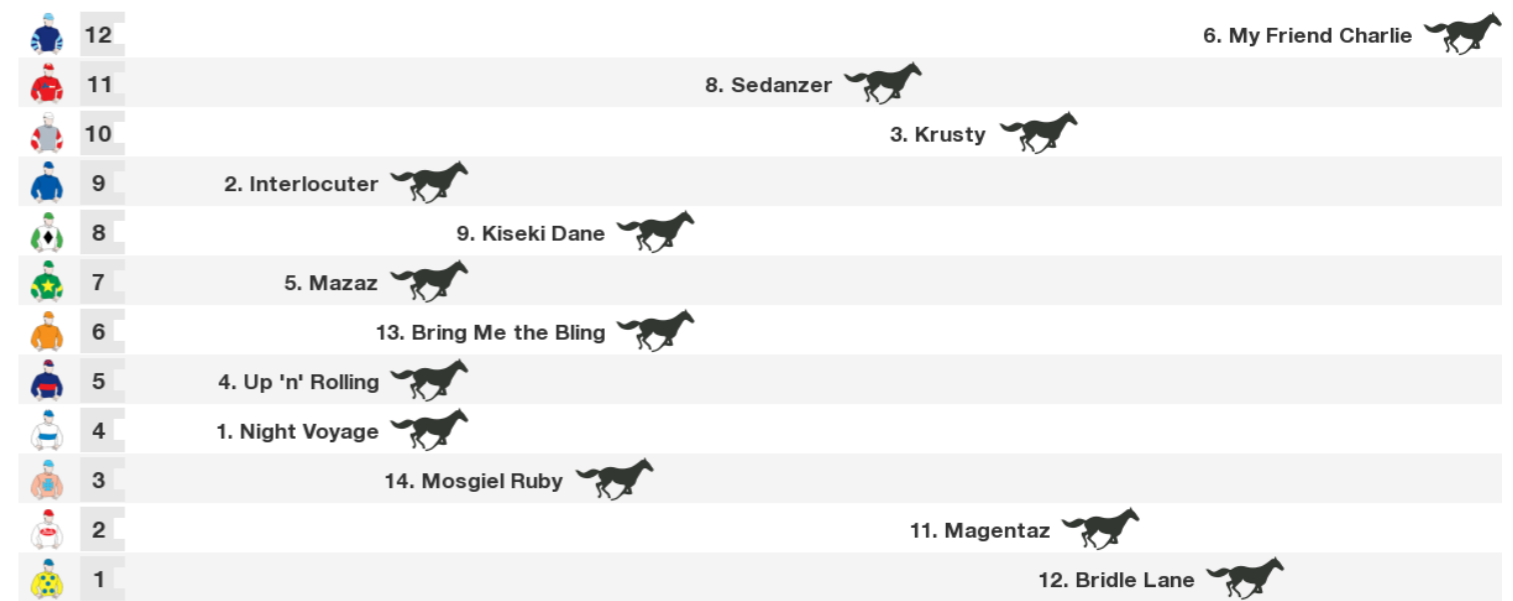 12 6. My Friend Charlie
11 8. Sedanzer
10 3. Krusty
9 2. Interlocuter
8 9. Kiseki Dane
7 5. Mazaz
6 13. Bring Me the Bling
5 4. Up 'n' Rolling
4 1. Night Voyage
3 14. Mosgiel Ruby
2 11. Magentaz
1 12. Bridle Lane